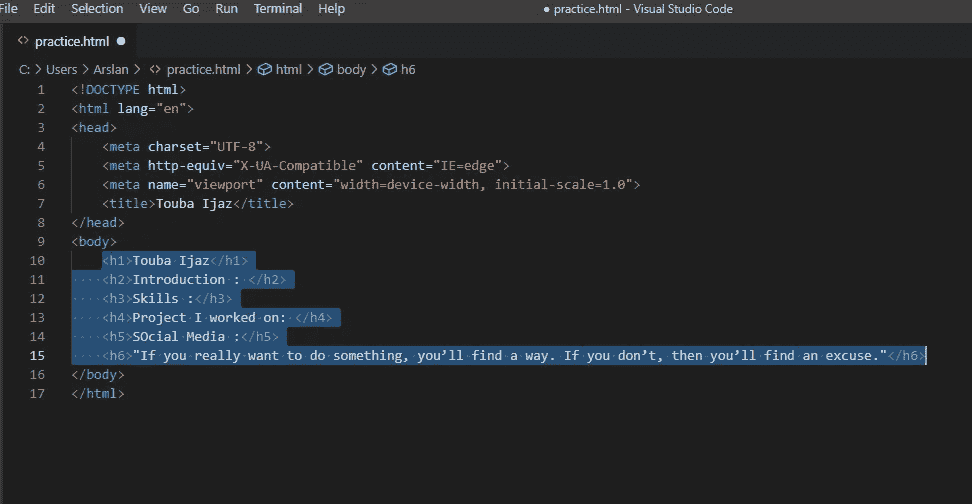 File Edit Selection View Go Run Terminal Help ● practice.html - Visual Studio Code
<> practice.html ●
C: > Users > Arslan > <> practice.html > html > body > h6
1 <!DOCTYPE html>
2 <html lang="en">
3 <head>
4     <meta charset="UTF-8">
5     <meta http-equiv="X-UA-Compatible" content="IE=edge">
6     <meta name="viewport" content="width=device-width, initial-scale=1.0">
7     <title>Touba Ijaz</title>
8 </head>
9 <body>
10     <h1>Touba Ijaz</h1>
11     <h2>Introduction : </h2>
12     <h3>Skills :</h3>
13     <h4>Project I worked on: </h4>
14     <h5>SOcial Media :</h5>
15     <h6>"If you really want to do something, you’ll find a way. If you don’t, then you’ll find an excuse."</h6>
16 </body>
17 </html>